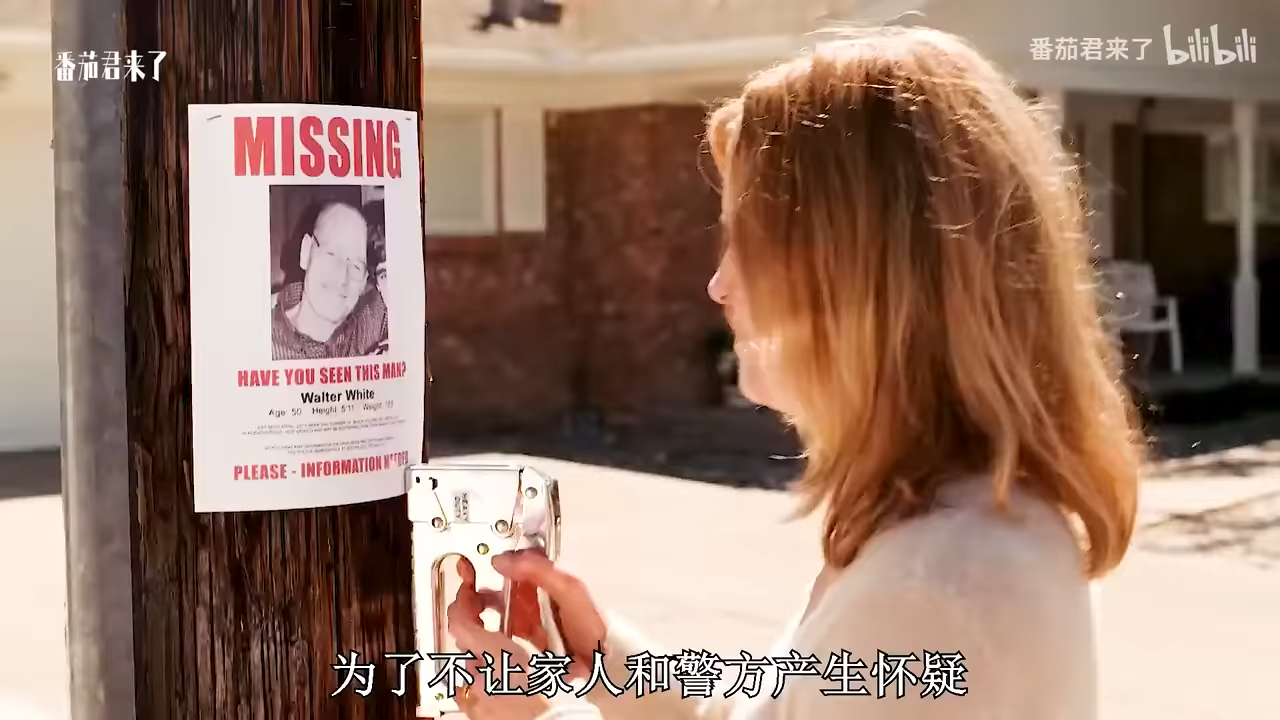 番茄君来了
番茄君来了 bilibili
MISSING
HAVE YOU SEEN THIS MAN?
Walter White
Age: 50 Height: 5'11 Weight:
PLEASE - INFORMATION NEEDED
为了不让家人和警方产生怀疑